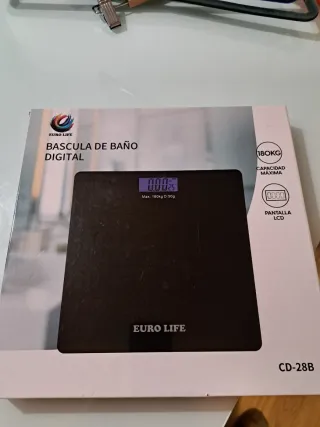 EURO LIFE
BASCULA DE BAÑO
DIGITAL
180KG
CAPACIDAD
MÁXIMA
PANTALLA
LCD
EURO LIFE
CD-28B